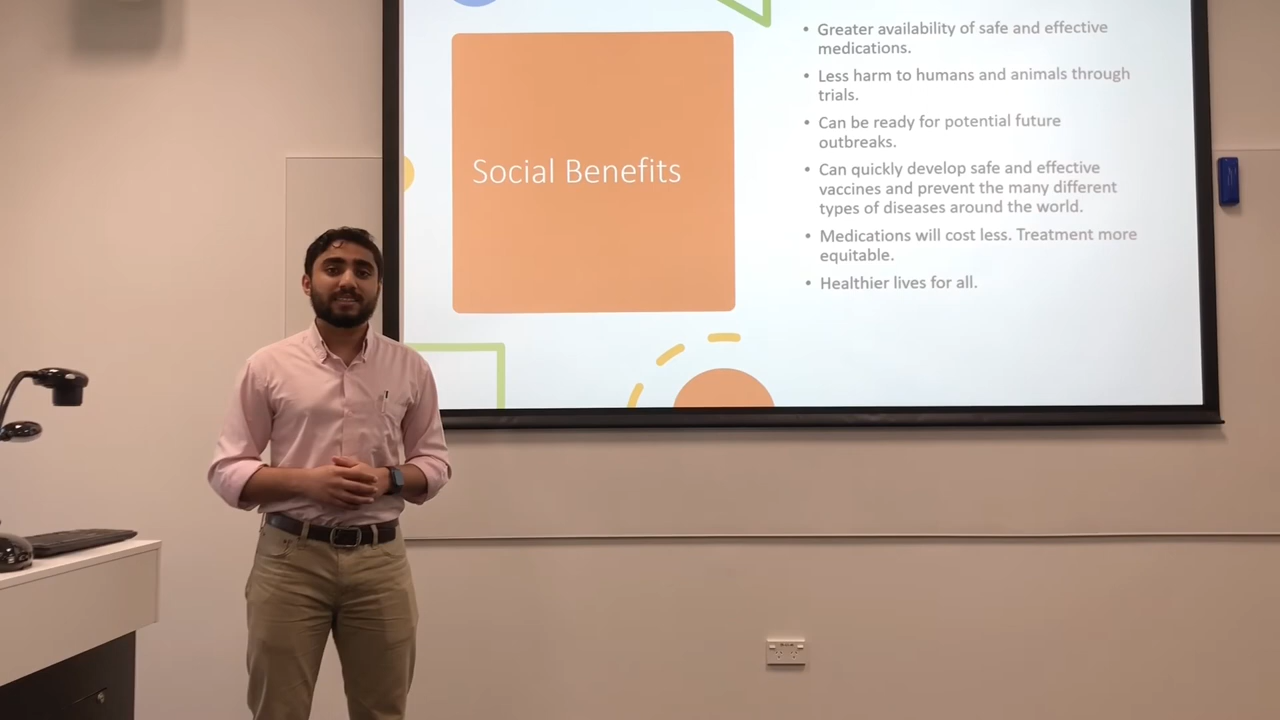 Social Benefits
• Greater availability of safe and effective
medications.
• Less harm to humans and animals through
trials.
• Can be ready for potential future
outbreaks.
• Can quickly develop safe and effective
vaccines and prevent the many different
types of diseases around the world.
• Medications will cost less. Treatment more
equitable.
• Healthier lives for all.